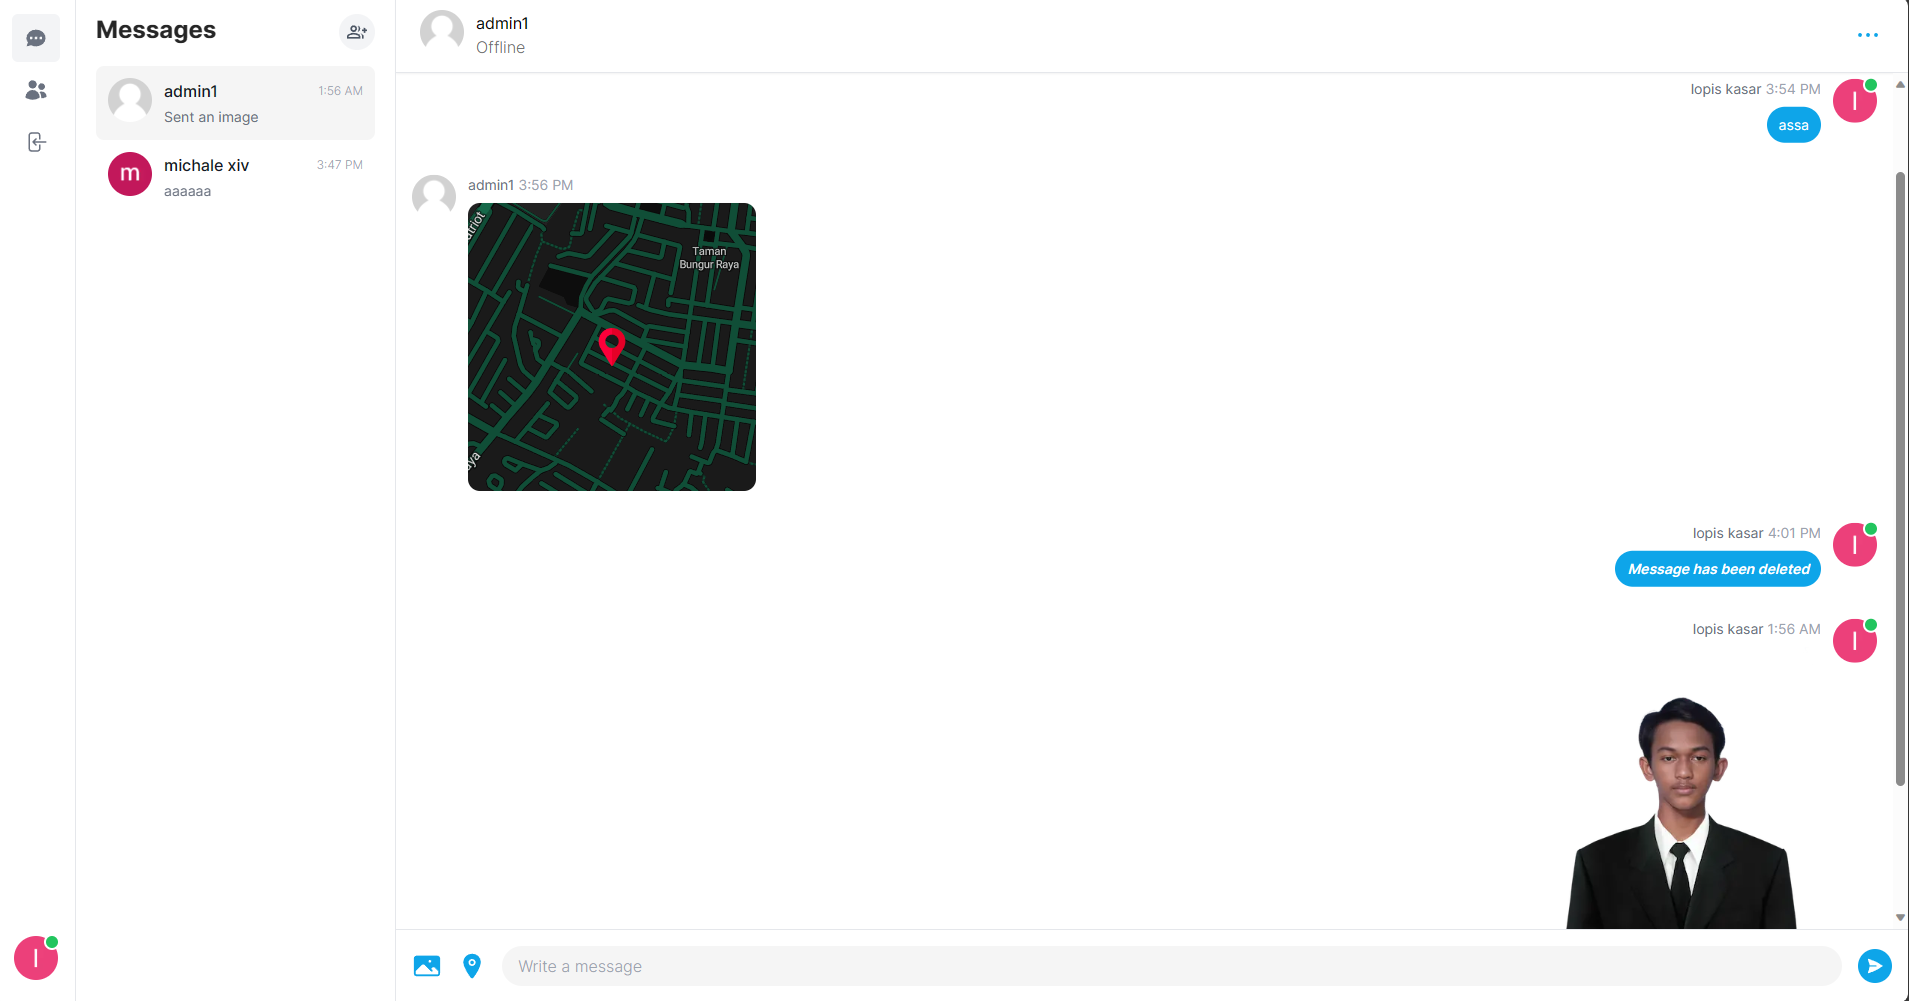 Messages
admin1
1:56 AM
Sent an image
m
michale xiv
3:47 PM
aaaaaa
l
admin1
Offline
lopis kasar 3:54 PM
l
assa
admin1 3:56 PM
Taman
Bungur Raya
lopis kasar 4:01 PM
l
Message has been deleted
lopis kasar 1:56 AM
l
Write a message